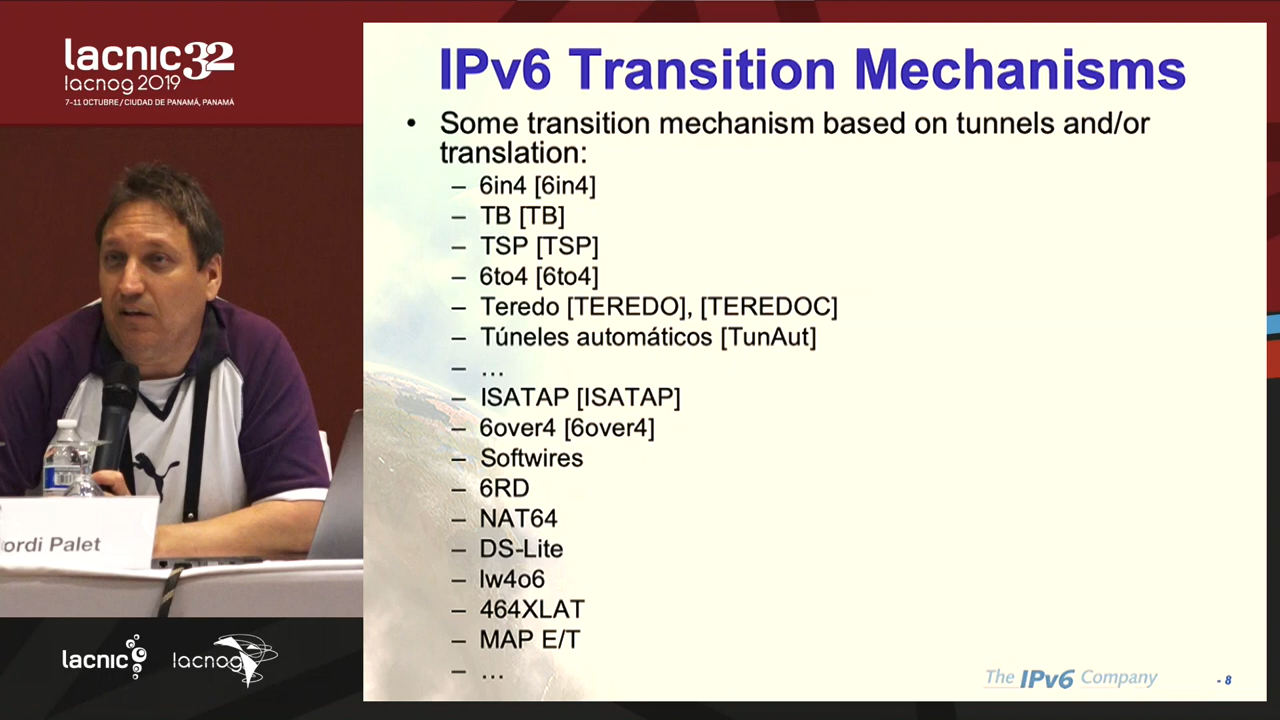 lacnic32
lacnog 2019
7-11 OCTUBRE / CIUDAD DE PANAMÁ, PANAMÁ
IPv6 Transition Mechanisms
• Some transition mechanism based on tunnels and/or
translation:
– 6in4 [6in4]
– TB [TB]
– TSP [TSP]
– 6to4 [6to4]
– Teredo [TEREDO], [TEREDOC]
– Túneles automáticos [TunAut]
– …
– ISATAP [ISATAP]
– 6over4 [6over4]
– Softwires
– 6RD
– NAT64
– DS-Lite
– lw4o6
– 464XLAT
– MAP E/T
– …
The IPv6 Company
- 8
ordi Palet
lacnic
lacnog